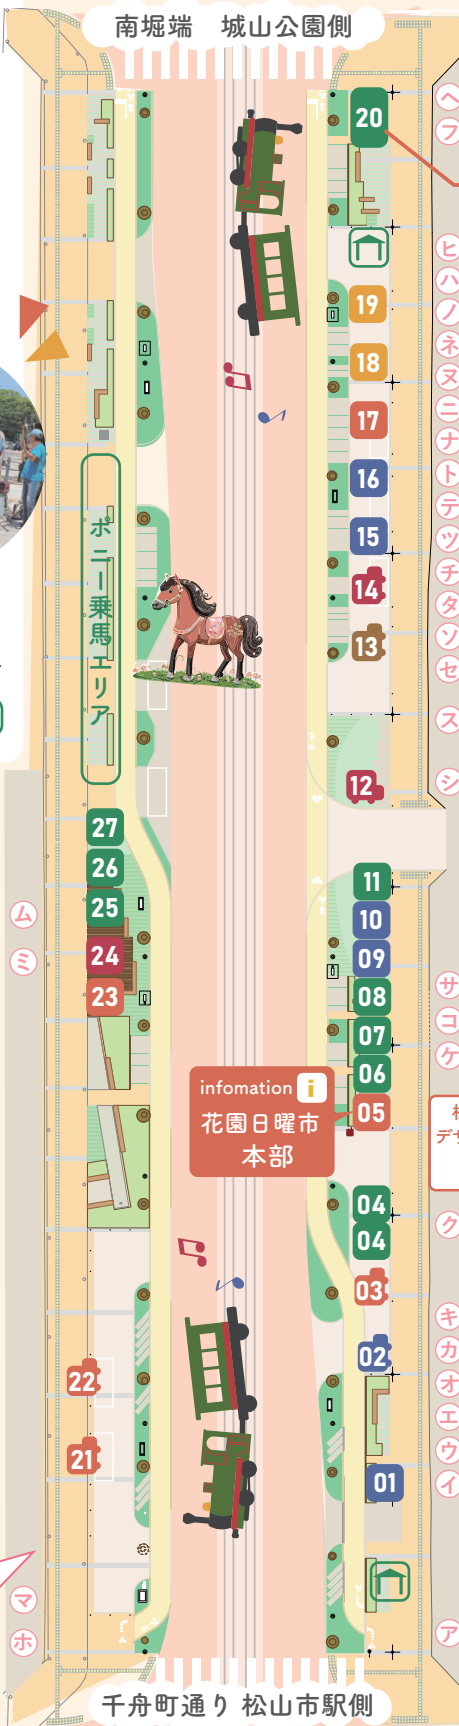 南堀端 城山公園側
20
19
18
17
16
15
14
13
12
11
10
09
08
07
06
05
04
04
03
02
01
ポニー乗馬エリア
27
26
25
24
23
22
21
infomation i
花園日曜市
本部
ヘ
フ
ヒ
ハ
ノ
ネ
ヌ
ニ
ナ
ト
テ
ツ
チ
タ
ソ
セ
ス
シ
サ
コ
ケ
デサ
ク
キ
カ
オ
エ
ウ
イ
ア
ム
ミ
マ
ホ
千舟町通り 松山市駅側